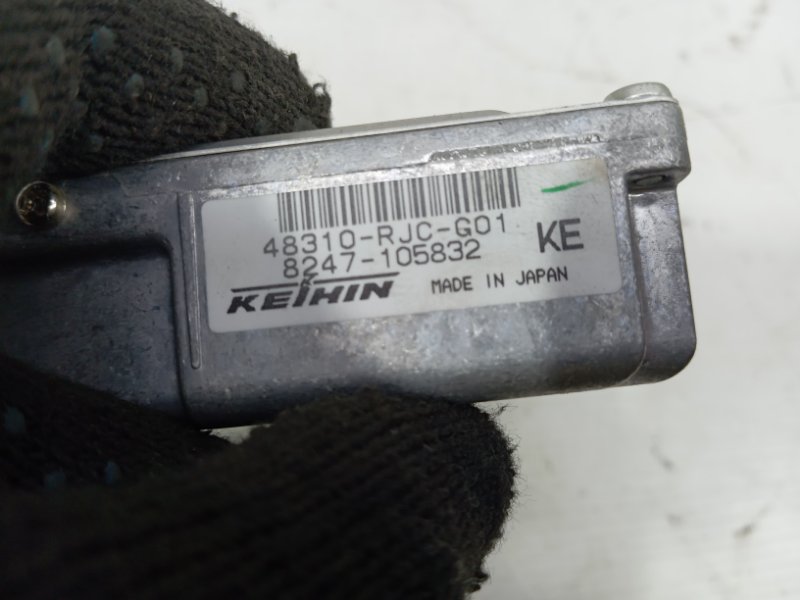 48310-RJC-G01
8247-105832
KE
KEIHIN
MADE IN JAPAN